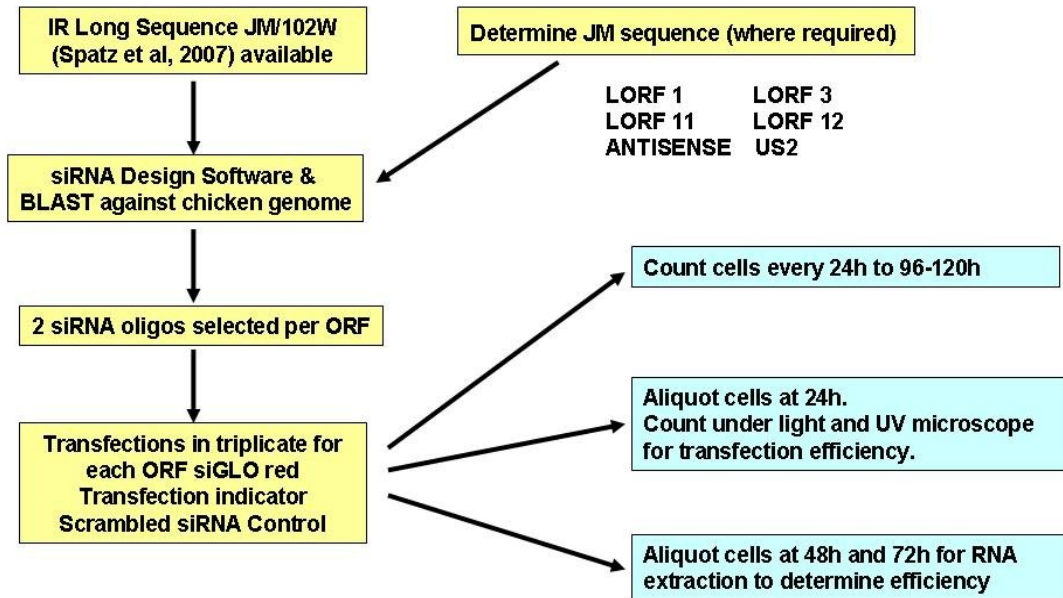 IR Long Sequence JM/102W
(Spatz et al, 2007) available
Determine JM sequence (where required)
LORF 1 LORF 3
LORF 11 LORF 12
ANTISENSE US2
siRNA Design Software &
BLAST against chicken genome
2 siRNA oligos selected per ORF
Transfections in triplicate for
each ORF siGLO red
Transfection indicator
Scrambled siRNA Control
Count cells every 24h to 96-120h
Aliquot cells at 24h.
Count under light and UV microscope
for transfection efficiency.
Aliquot cells at 48h and 72h for RNA
extraction to determine efficiency